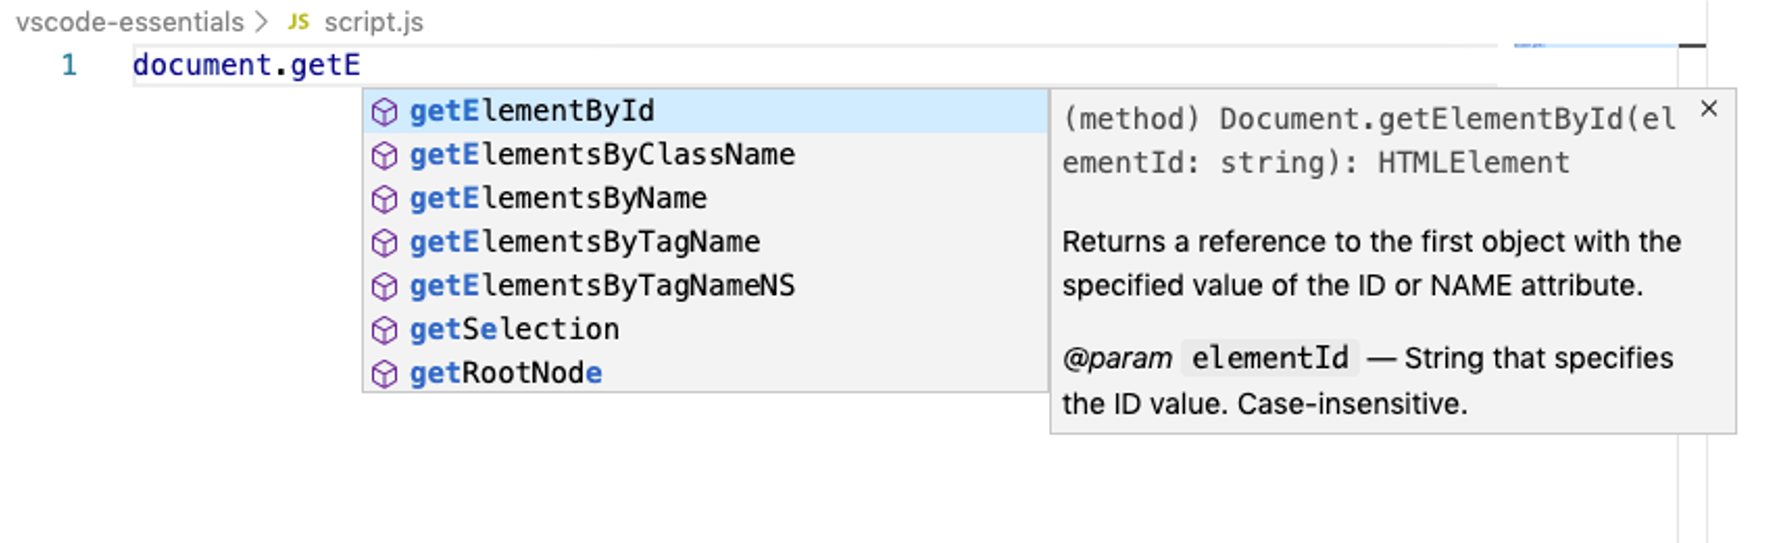 vscode-essentials > JS script.js
1 document.getE
getElementById
getElementsByClassName
getElementsByName
getElementsByTagName
getElementsByTagNameNS
getSelection
getRootNode
(method) Document.getElementById(el
ementId: string): HTMLElement
Returns a reference to the first object with the
specified value of the ID or NAME attribute.
@param elementId — String that specifies
the ID value. Case-insensitive.